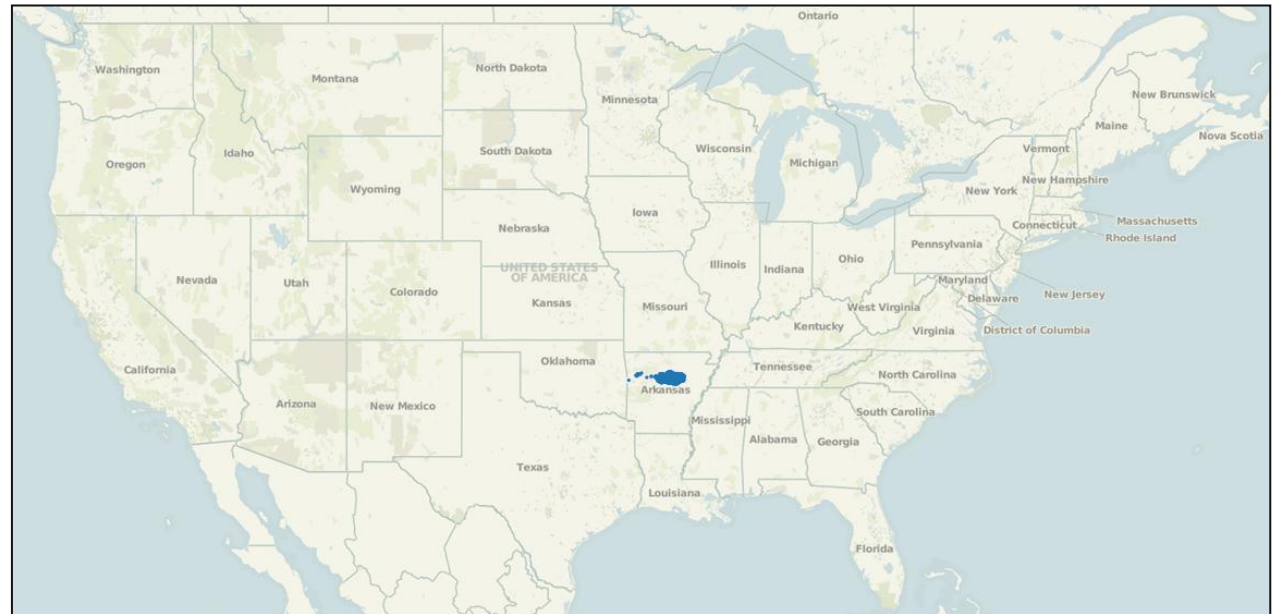 Ontario
Washington
Montana
North Dakota
Minnesota
New Brunswick
Maine
Nova Scotia
Oregon
Idaho
South Dakota
Wisconsin
Michigan
Vermont
New York
New Hampshire
Wyoming
Iowa
Massachusetts
Connecticut
Rhode Island
Nebraska
Pennsylvania
Nevada
Utah
Colorado
UNITED STATES
OF AMERICA
Kansas
Illinois
Indiana
Ohio
Maryland
Delaware
New Jersey
Missouri
West Virginia
Kentucky
Virginia
District of Columbia
California
Oklahoma
Tennessee
North Carolina
Arizona
New Mexico
Arkansas
South Carolina
Mississippi
Alabama
Georgia
Texas
Louisiana
Florida